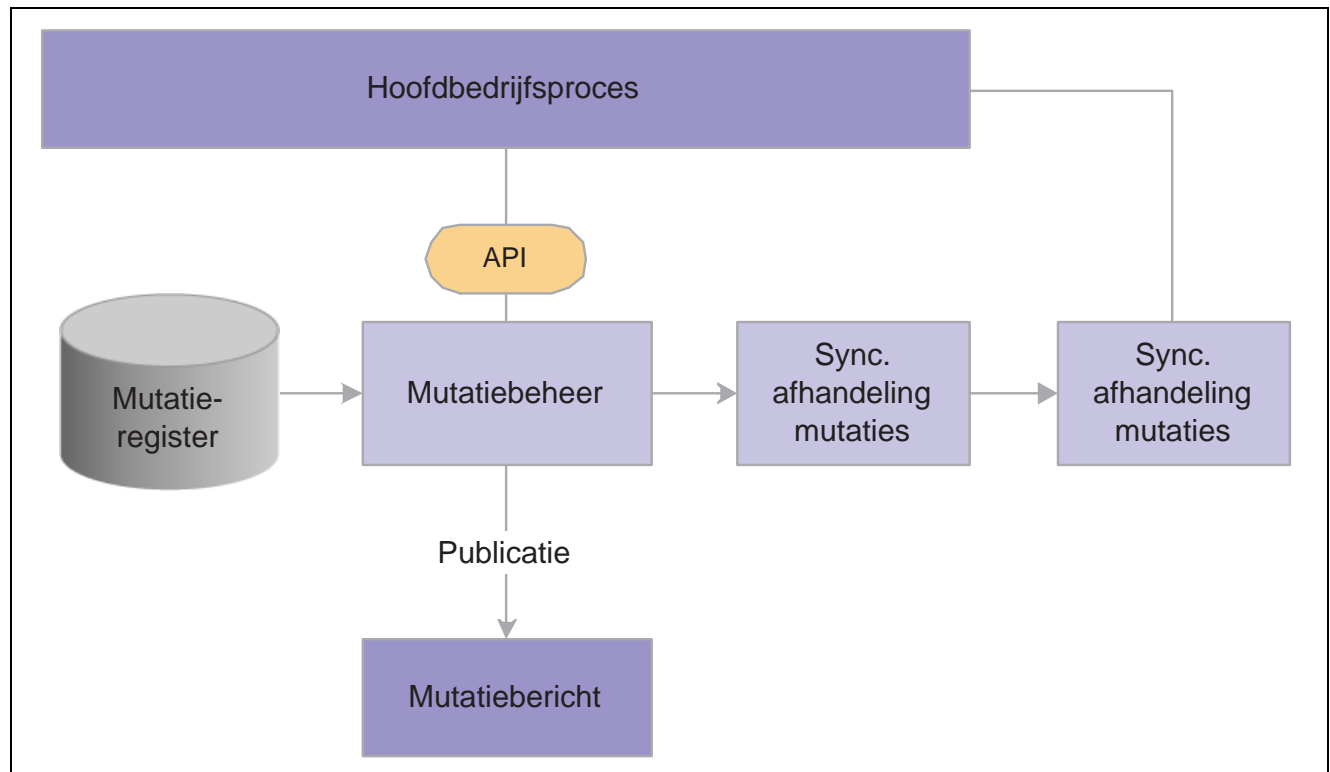 Hoofdbedrijfsproces
API
Mutatie-
register
Mutatiebeheer
Sync.
afhandeling
mutaties
Sync.
afhandeling
mutaties
Publicatie
Mutatiebericht